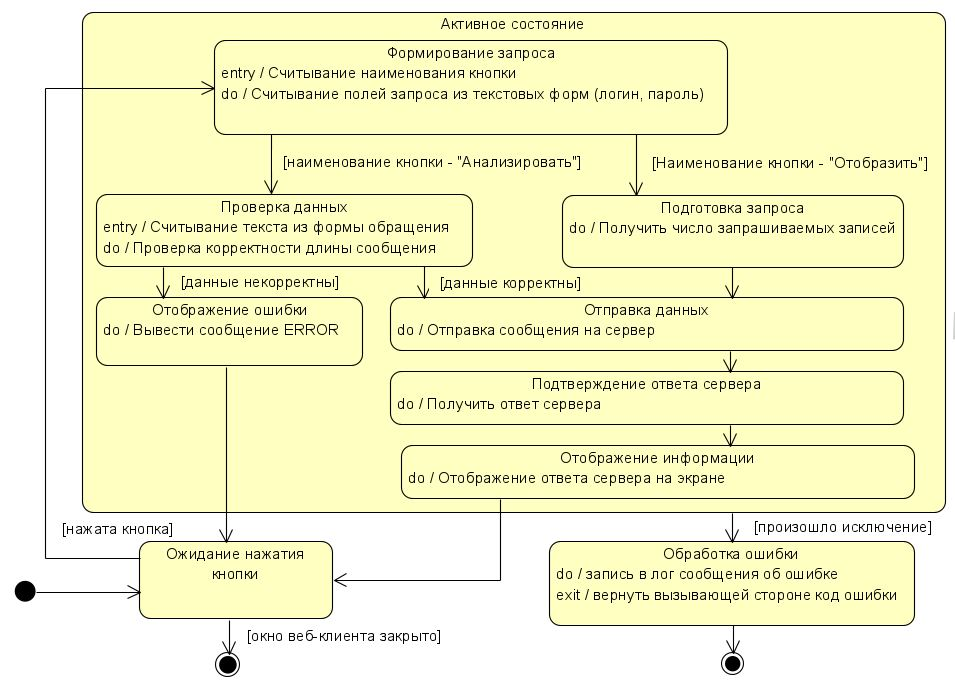 Активное состояние
Формирование запроса
entry / Считывание наименования кнопки
do / Считывание полей запроса из текстовых форм (логин, пароль)
[наименование кнопки - "Анализировать"]
[Наименование кнопки - "Отобразить"]
Проверка данных
entry / Считывание текста из формы обращения
do / Проверка корректности длины сообщения
Подготовка запроса
do / Получить число запрашиваемых записей
[данные некорректны]
[данные корректны]
Отображение ошибки
do / Вывести сообщение ERROR
Отправка данных
do / Отправка сообщения на сервер
Подтверждение ответа сервера
do / Получить ответ сервера
Отображение информации
do / Отображение ответа сервера на экране
[нажата кнопка]
[произошло исключение]
Ожидание нажатия
кнопки
Обработка ошибки
do / запись в лог сообщения об ошибке
exit / вернуть вызывающей стороне код ошибки
[окно веб-клиента закрыто]